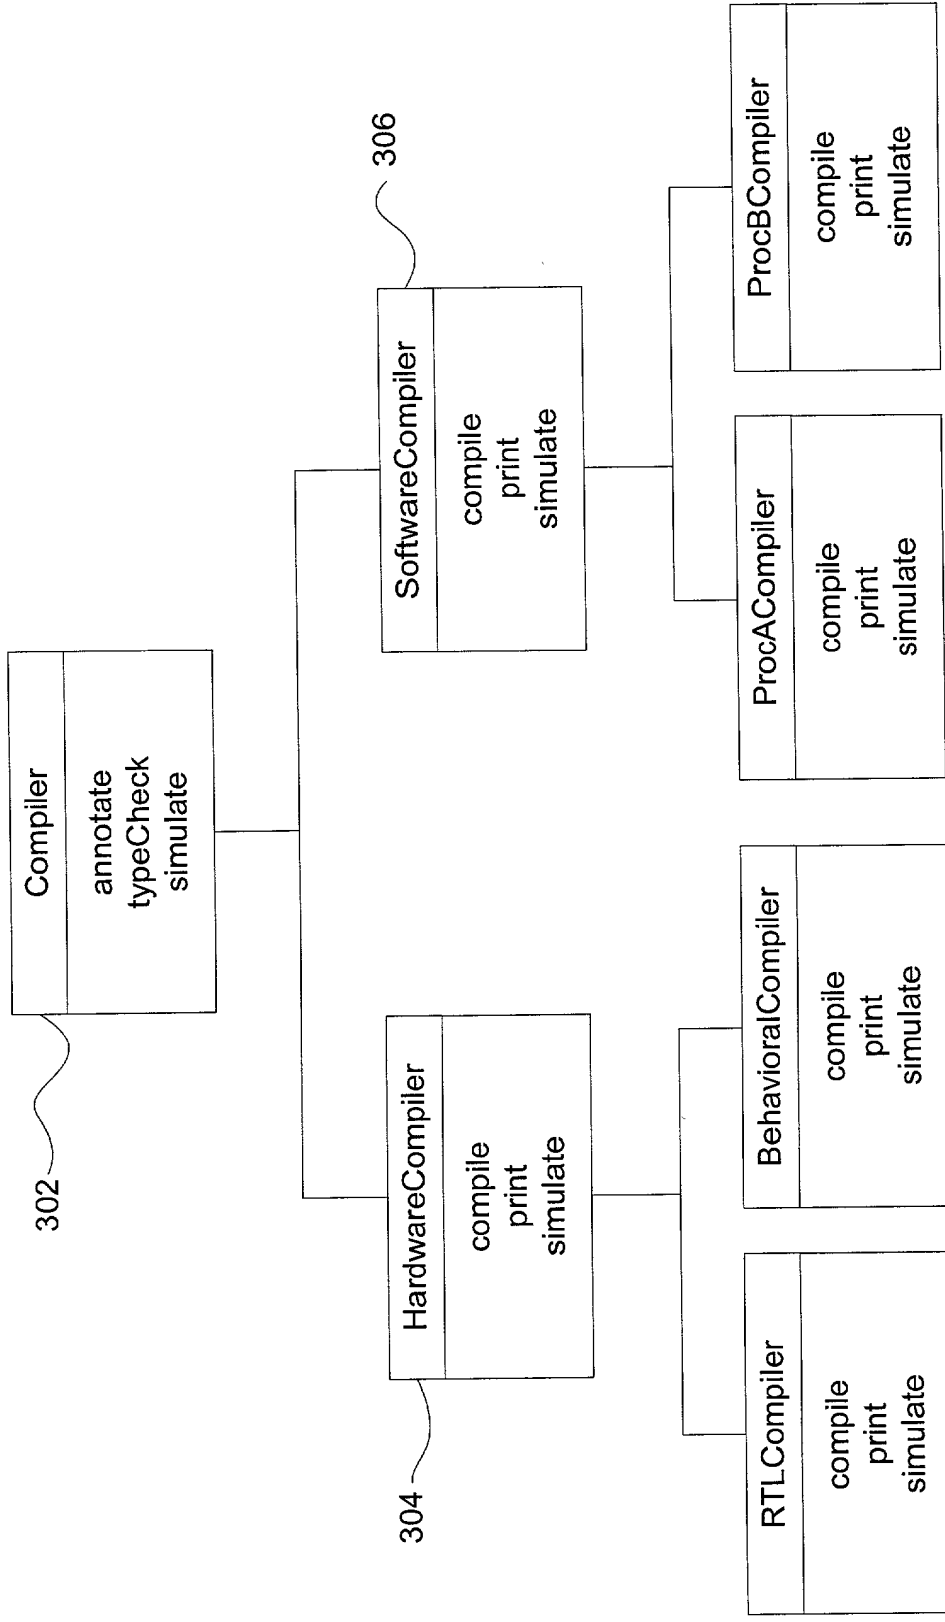 Compiler
annotate
typeCheck
simulate
302
HardwareCompiler
compile
print
simulate
304
SoftwareCompiler
compile
print
simulate
306
RTLCompiler
compile
print
simulate
BehavioralCompiler
compile
print
simulate
ProcACompiler
compile
print
simulate
ProcBCompiler
compile
print
simulate